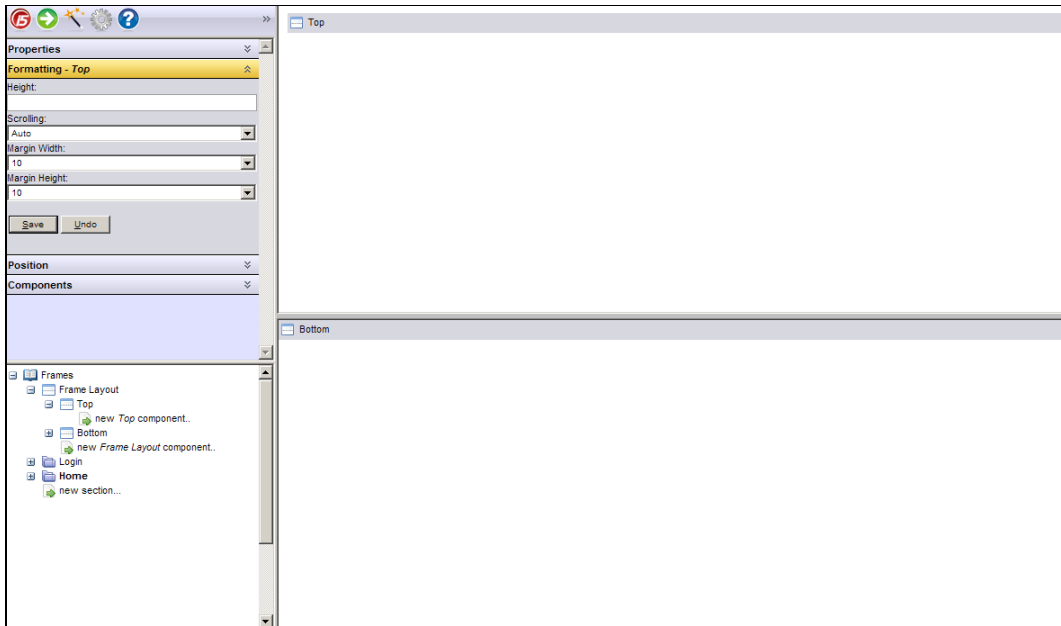 Properties
Formatting - Top
Height:
Scrolling:
Auto
Margin Width:
10
Margin Height:
10
Save Undo
Position
Components
Frames
Frame Layout
Top
new Top component..
Bottom
new Frame Layout component..
Login
Home
new section...
Top
Bottom